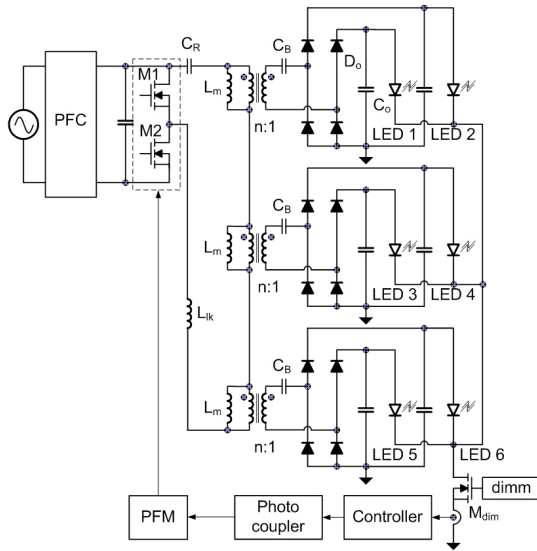 C_R
C_B
M1
D_o
PFC
L_m
M2
C_o
n:1
LED 1 LED 2
C_B
L_m
n:1
LED 3 LED 4
L_lk
C_B
L_m
n:1
LED 5 LED 6
dimm
M_dim
PFM
Photo
coupler
Controller